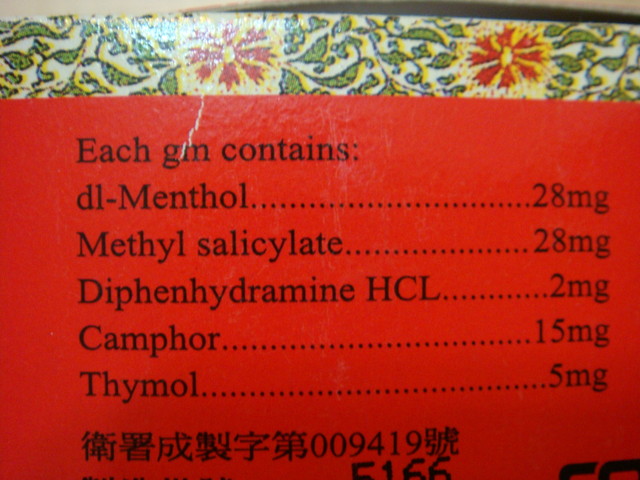 Each gm contains:
dl-Menthol............................28mg
Methyl salicylate...................28mg
Diphenhydramine HCL...........2mg
Camphor...............................15mg
Thymol..................................5mg
衛署成製字第009419號
5166